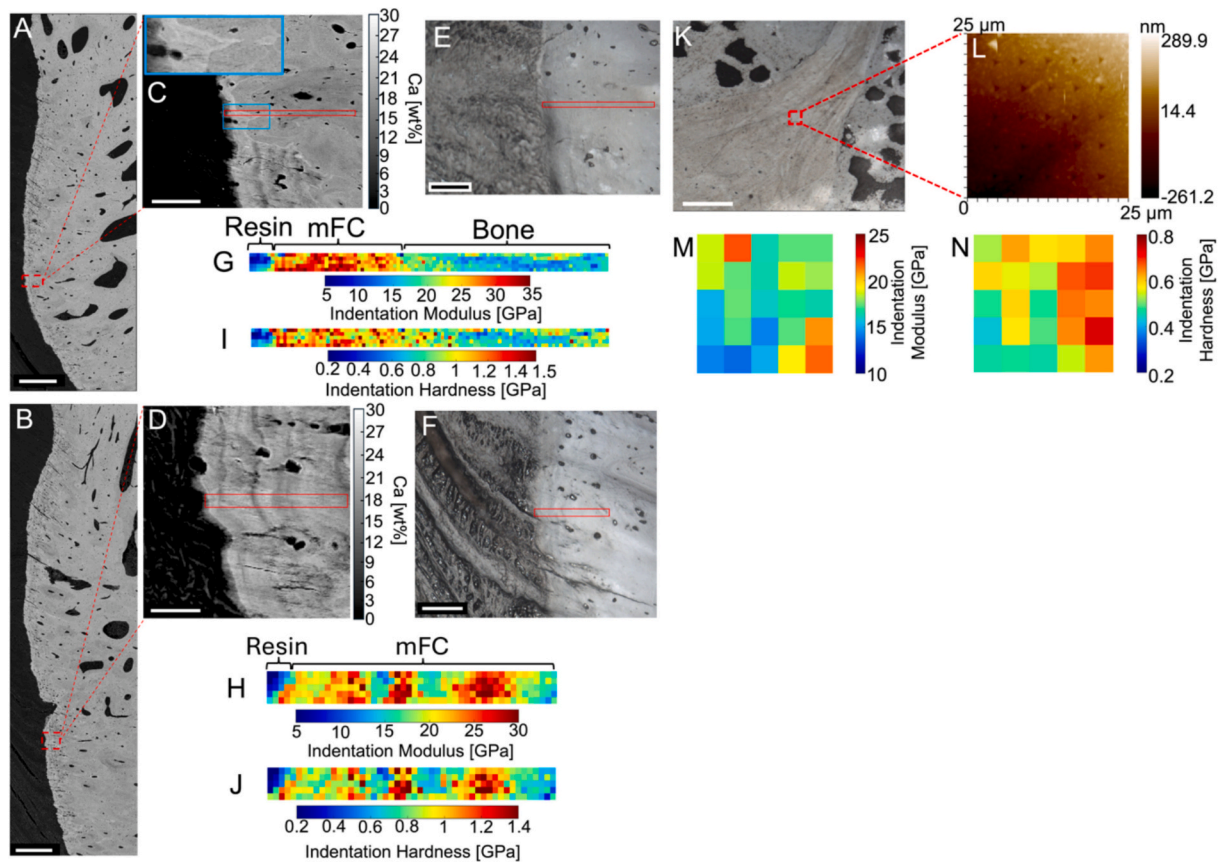 A
C
30
27
24
21
18
15
12
9
6
3
0
Ca [wt%]
E
K
25 µm
L
nm
289.9
14.4
-261.2
0
25 µm
Resin mFC Bone
G
5 10 15 20 25 30 35
Indentation Modulus [GPa]
I
0.2 0.4 0.6 0.8 1 1.2 1.5
Indentation Hardness [GPa]
M
25
20
15
10
Indentation
Modulus [GPa]
N
0.8
0.6
0.4
0.2
Indentation
Hardness [GPa]
B
D
30
27
24
21
18
15
12
9
6
3
0
Ca [wt%]
F
Resin mFC
H
5 10 15 20 25 30
Indentation Modulus [GPa]
J
0.2 0.4 0.6 0.8 1 1.2 1.4
Indentation Hardness [GPa]